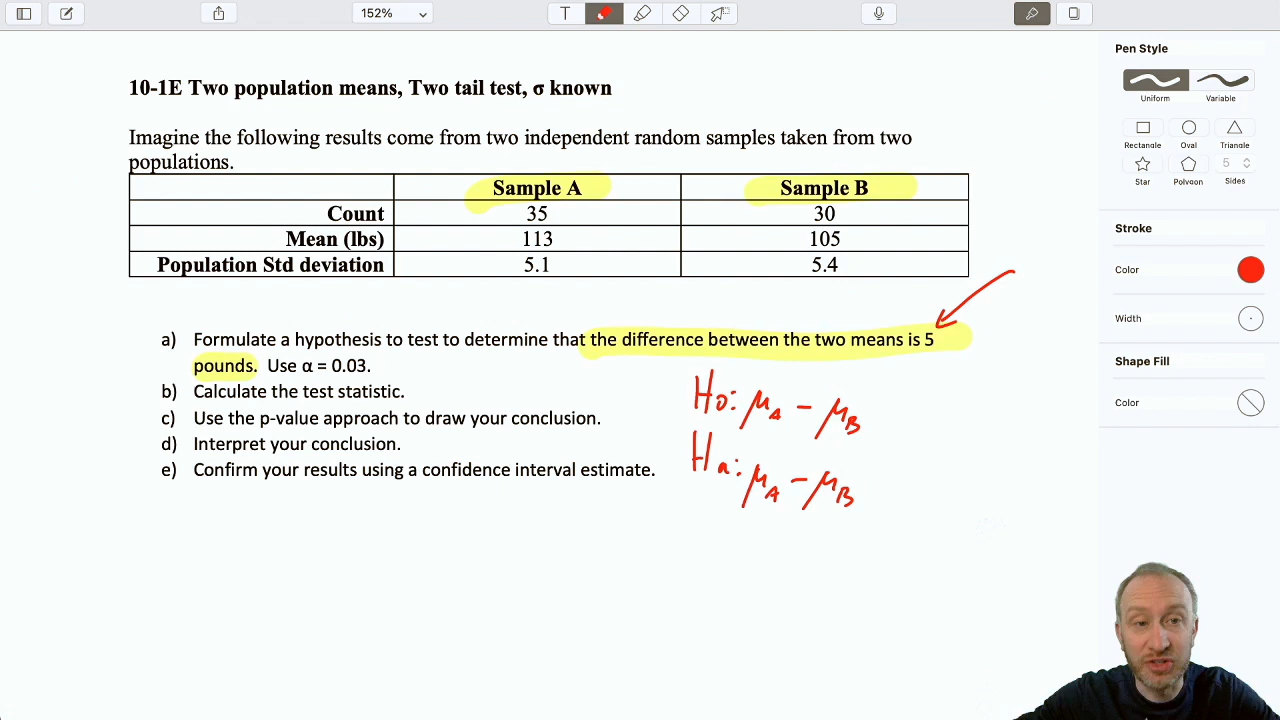 152%
T
Pen Style
10-1E Two population means, Two tail test, σ known
Uniform Variable
Imagine the following results come from two independent random samples taken from two
populations.
Rectangle Oval Triangle
5
Star Polygon Sides
Sample A Sample B
Count 35 30
Mean (lbs) 113 105
Population Std deviation 5.1 5.4
Stroke
Color
Width
a) Formulate a hypothesis to test to determine that the difference between the two means is 5
pounds. Use α = 0.03.
b) Calculate the test statistic.
c) Use the p-value approach to draw your conclusion.
d) Interpret your conclusion.
e) Confirm your results using a confidence interval estimate.
Ho: μA - μB
Ha: μA - μB
Shape Fill
Color